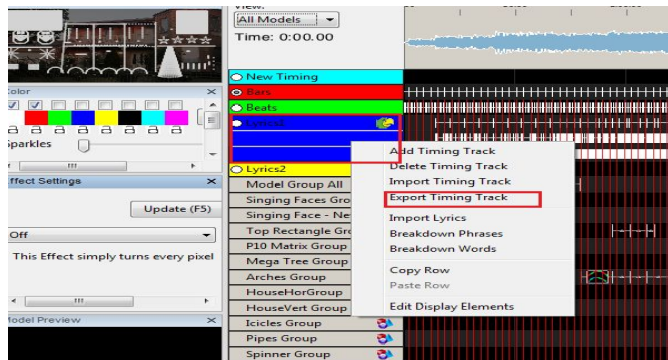 View:
All Models
Time: 0:00.00
New Timing
Bars
Beats
Lyrics2
Model Group All
Singing Faces Gro
Singing Face - Ne
Top Rectangle Gr
P10 Matrix Group
Mega Tree Group
Arches Group
HouseHorGroup
HouseVert Group
Icicles Group
Pipes Group
Spinner Group
Color
Sparkles
ffect Settings
Update (F5)
Off
This Effect simply turns every pixel
Model Preview
Add Timing Track
Delete Timing Track
Import Timing Track
Export Timing Track
Import Lyrics
Breakdown Phrases
Breakdown Words
Copy Row
Paste Row
Edit Display Elements